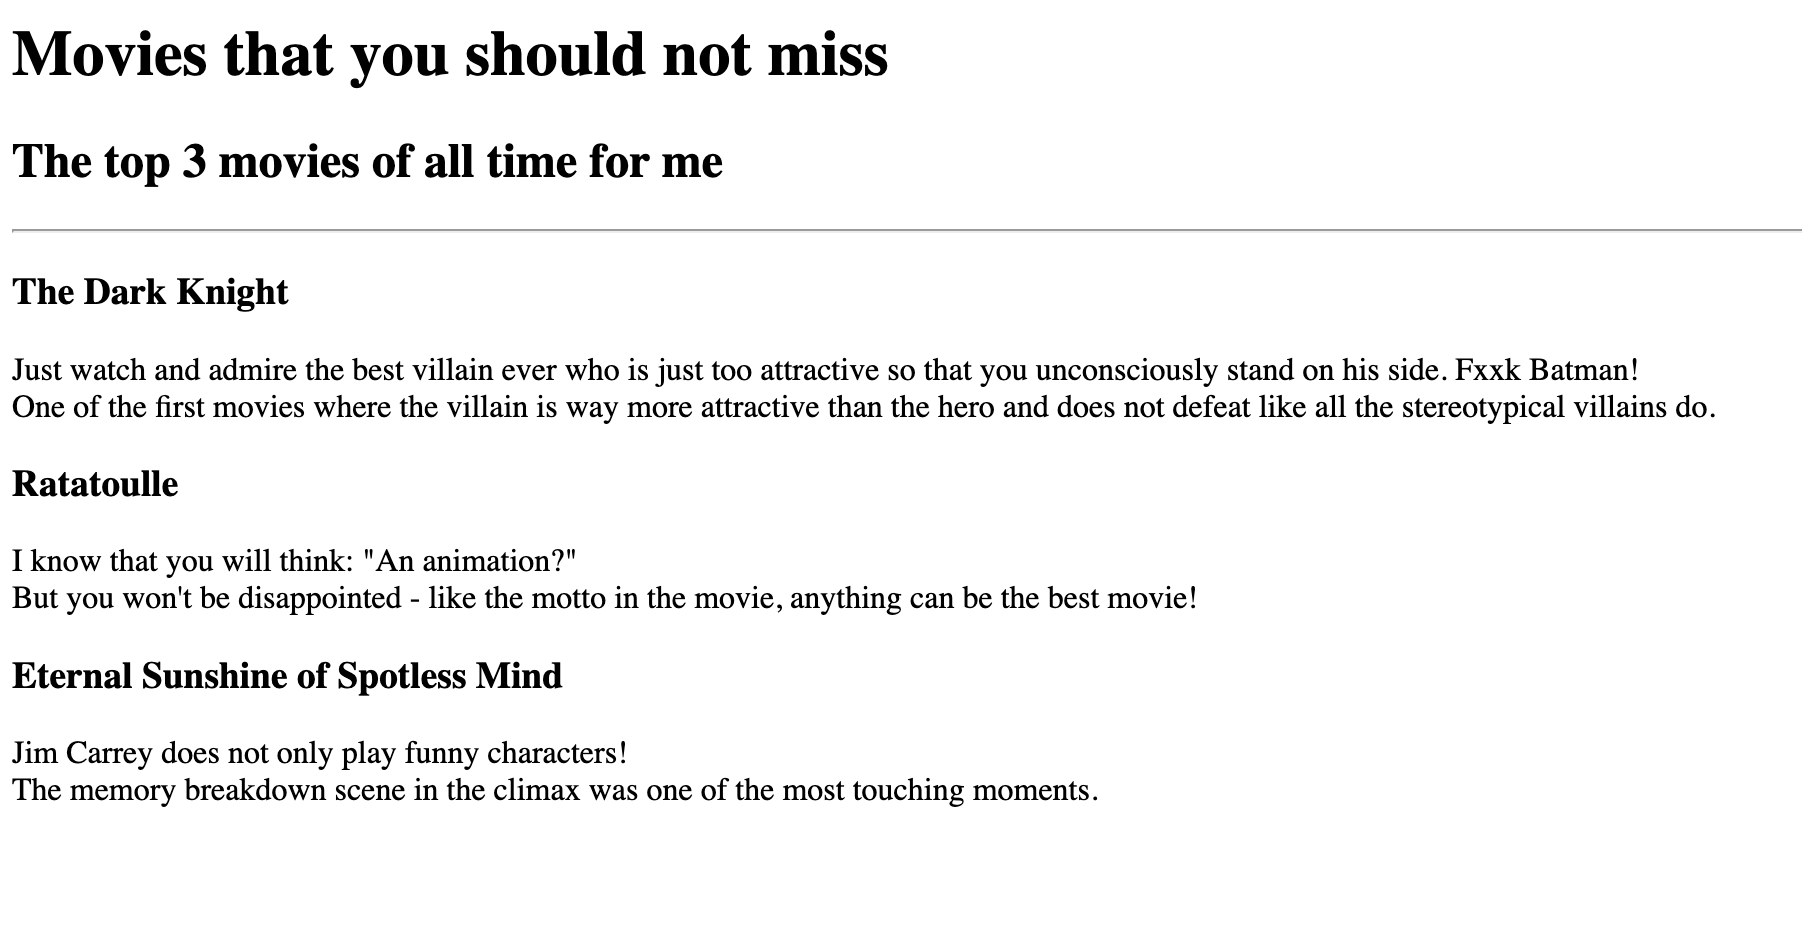 Movies that you should not miss
The top 3 movies of all time for me
The Dark Knight
Just watch and admire the best villain ever who is just too attractive so that you unconsciously stand on his side. Fxxk Batman!
One of the first movies where the villain is way more attractive than the hero and does not defeat like all the stereotypical villains do.
Ratatoulle
I know that you will think: "An animation?"
But you won't be disappointed - like the motto in the movie, anything can be the best movie!
Eternal Sunshine of Spotless Mind
Jim Carrey does not only play funny characters!
The memory breakdown scene in the climax was one of the most touching moments.